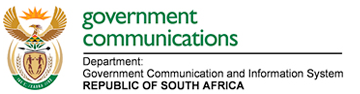 government
communications
Department:
Government Communication and Information System
REPUBLIC OF SOUTH AFRICA